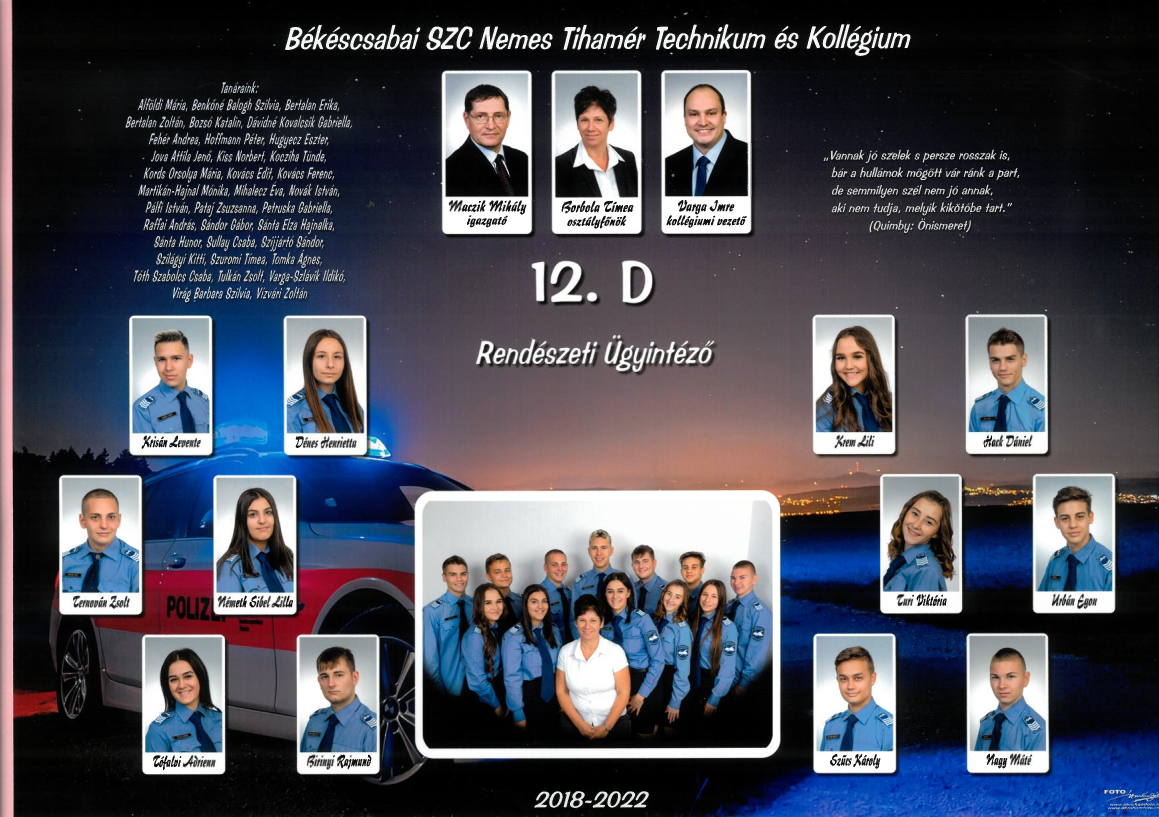 Békéscsabai SZC Nemes Tihamér Technikum és Kollégium
Tanáraink:
Alföldi Mária, Benkóné Balogh Szilvia, Bertalan Erika,
Bertalan Zoltán, Bozsó Katalin, Dávidné Kovalcsik Gabriella,
Fehér Andrea, Hoffmann Péter, Hugyecz Eszter,
Jova Attila Jenő, Kiss Norbert, Kocziha Tünde,
Kords Orsolya Mária, Kovács Edit, Kovács Ferenc,
Martikán-Hajnal Mónika, Mihalecz Éva, Novák István,
Pálfi István, Pataj Zsuzsanna, Petruska Gabriella,
Raffai András, Sándor Gábor, Sánta Elza Hajnalka,
Sánta Hunor, Sullay Csaba, Szíjjártó Sándor,
Szilágyi Kitti, Szuromi Tímea, Tomka Ágnes,
Tóth Szabolcs Csaba, Tulkán Zsolt, Varga-Szlávik Ildikó,
Virág Barbara Szilvia, Vízvári Zoltán
Maczik Mihály
igazgató
Borbola Tímea
osztályfőnök
Varga Imre
kollégiumi vezető
„Vannak jó szelek s persze rosszak is,
bár a hullámok mögött vár ránk a part,
de semmilyen szél nem jó annak,
aki nem tudja, melyik kikötőbe tart.”
(Quimby: Önismeret)
12. D
Rendészeti Ügyintéző
Krisán Levente
Dénes Henrietta
Krem Lili
Hack Dániel
Ternován Zsolt
Németh Sibel Lilla
Turi Viktória
Urbán Egon
POLIZEI
Tófalvi Adrienn
Birinyi Rajmund
Szűcs Károly
Nagy Máté
2018-2022
FOTO